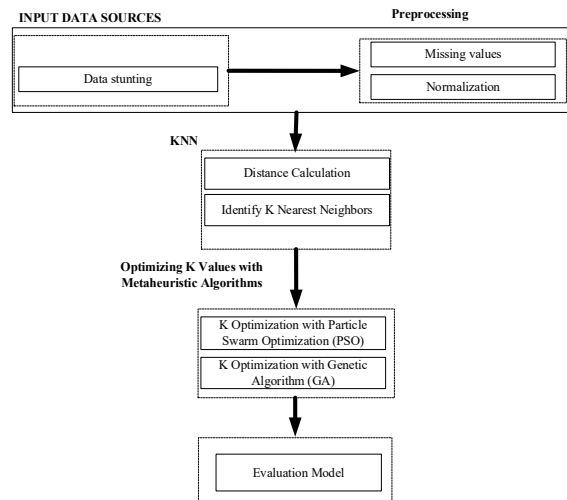 INPUT DATA SOURCES
Preprocessing
Data stunting
Missing values
Normalization
KNN
Distance Calculation
Identify K Nearest Neighbors
Optimizing K Values with
Metaheuristic Algorithms
K Optimization with Particle
Swarm Optimization (PSO)
K Optimization with Genetic
Algorithm (GA)
Evaluation Model